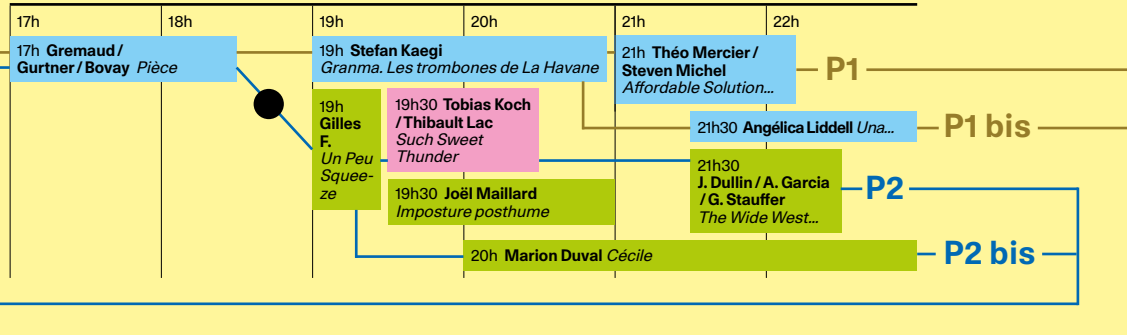 17h 18h 19h 20h 21h 22h
17h Gremaud /
Gurtner / Bovay Pièce
19h Stefan Kaegi
Granma. Les trombones de La Havane
21h Théo Mercier /
Steven Michel
Affordable Solution...
P1
19h
Gilles
F.
Un Peu
Squee-
ze
19h30 Tobias Koch
/ Thibault Lac
Such Sweet
Thunder
21h30 Angélica Liddell Una...
P1 bis
19h30 Joël Maillard
Imposture posthume
21h30
J. Dullin / A. Garcia
/ G. Stauffer
The Wide West...
P2
20h Marion Duval Cécile
P2 bis